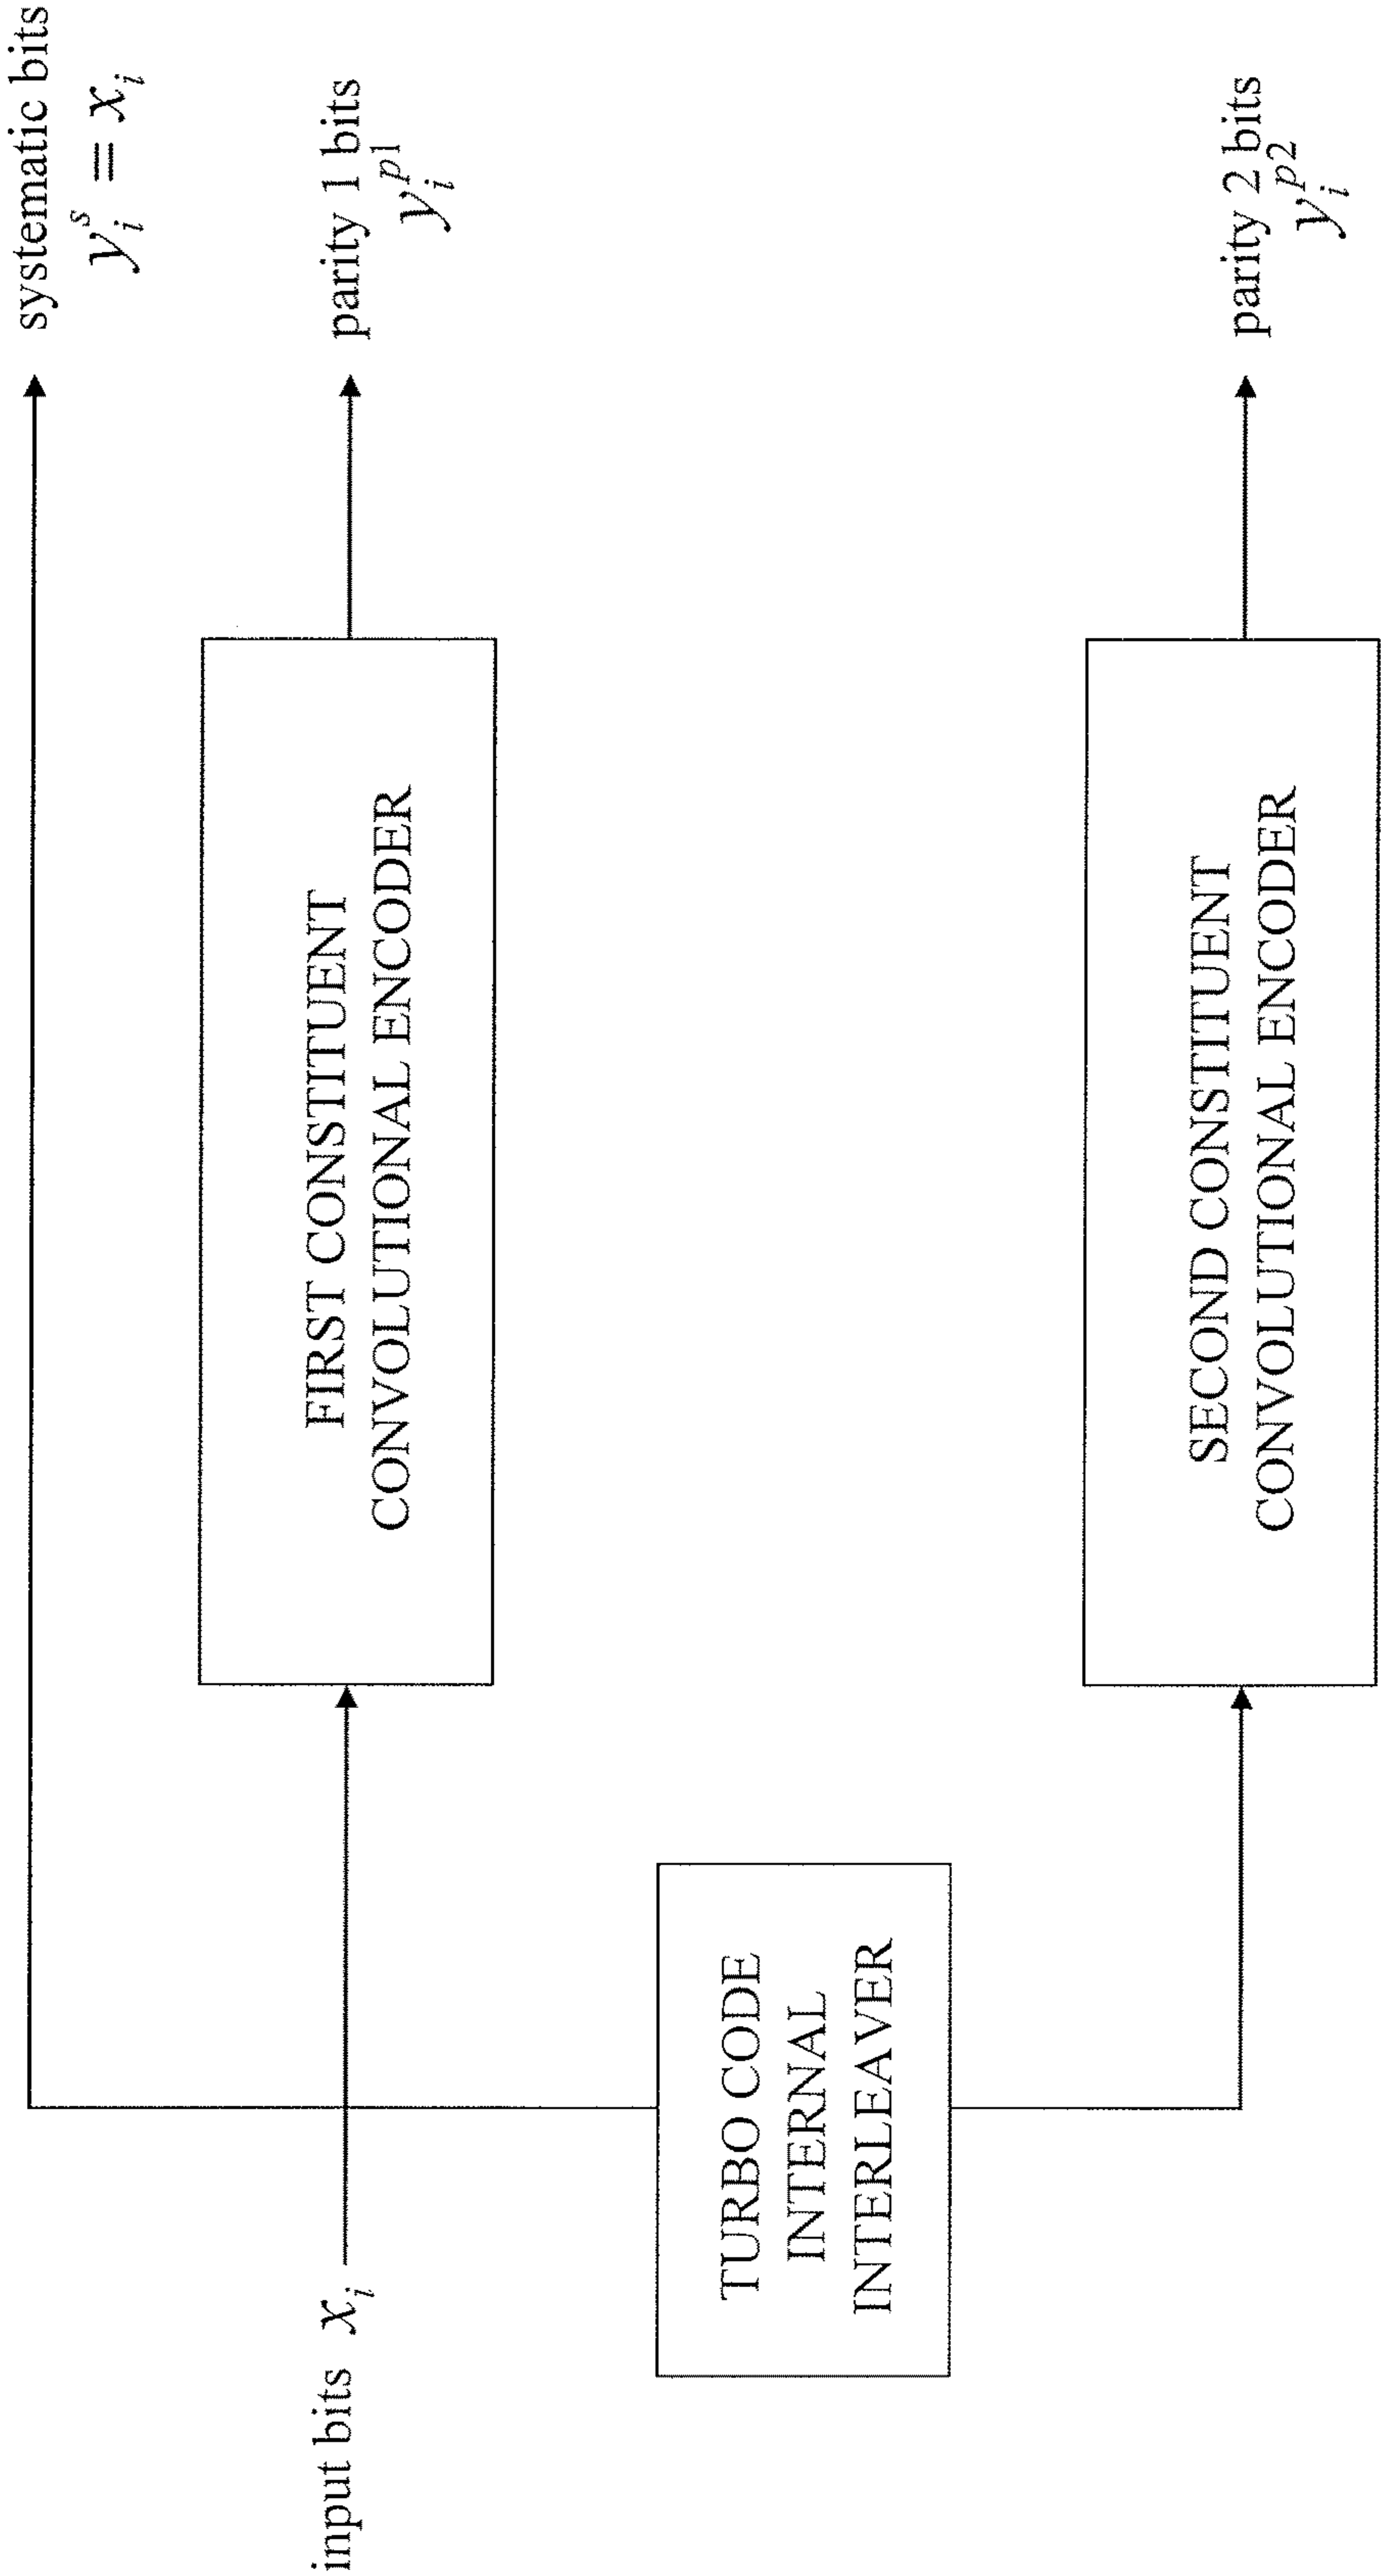 systematic bits
y_i^s = x_i
input bits x_i
FIRST CONSTITUENT
CONVOLUTIONAL ENCODER
parity 1 bits
y_i^{p1}
TURBO CODE
INTERNAL
INTERLEAVER
SECOND CONSTITUENT
CONVOLUTIONAL ENCODER
parity 2 bits
y_i^{p2}